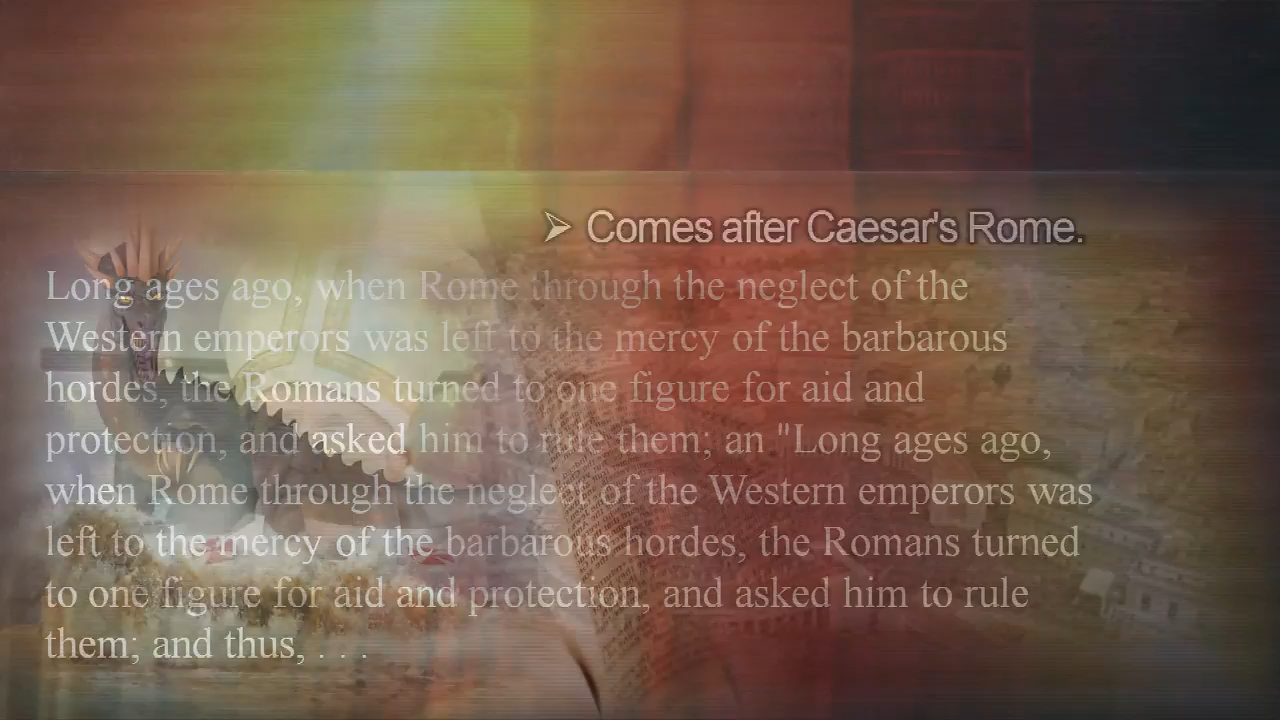 ➢ Comes after Caesar's Rome.
Long ages ago, when Rome through the neglect of the
Western emperors was left to the mercy of the barbarous
hordes, the Romans turned to one figure for aid and
protection, and asked him to rule them; an "Long ages ago,
when Rome through the neglect of the Western emperors was
left to the mercy of the barbarous hordes, the Romans turned
to one figure for aid and protection, and asked him to rule
them; and thus, . . .